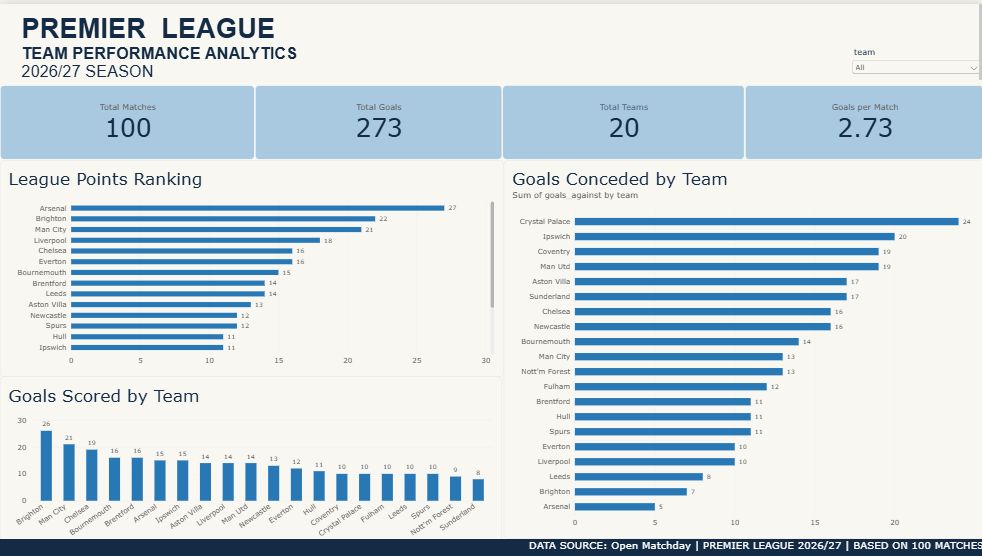 PREMIER LEAGUE
TEAM PERFORMANCE ANALYTICS
2026/27 SEASON
team
All
Total Matches
100
Total Goals
273
Total Teams
20
Goals per Match
2.73
League Points Ranking
Arsenal 27
Brighton 22
Man City 21
Liverpool 18
Chelsea 16
Everton 16
Bournemouth 15
Brentford 14
Leeds 14
Aston Villa 13
Newcastle 12
Spurs 12
Hull 11
Ipswich 11
0 5 10 15 20 25 30
Goals Scored by Team
30
20
10
0
26 21 19 16 16 15 15 14 14 14 13 12 11 10 10 10 10 10 9 8
Brighton Man City Chelsea Bournemouth Brentford Arsenal Ipswich Aston Villa Liverpool Man Utd Newcastle Everton Hull Coventry Crystal Palace Fulham Leeds Spurs Nott'm Forest Sunderland
Goals Conceded by Team
Sum of goals_against by team
Crystal Palace 24
Ipswich 20
Coventry 19
Man Utd 19
Aston Villa 17
Sunderland 17
Chelsea 16
Newcastle 16
Bournemouth 14
Man City 13
Nott'm Forest 13
Fulham 12
Brentford 11
Hull 11
Spurs 11
Everton 10
Liverpool 10
Leeds 8
Brighton 7
Arsenal 5
0 5 10 15 20
DATA SOURCE: Open Matchday | PREMIER LEAGUE 2026/27 | BASED ON 100 MATCHES